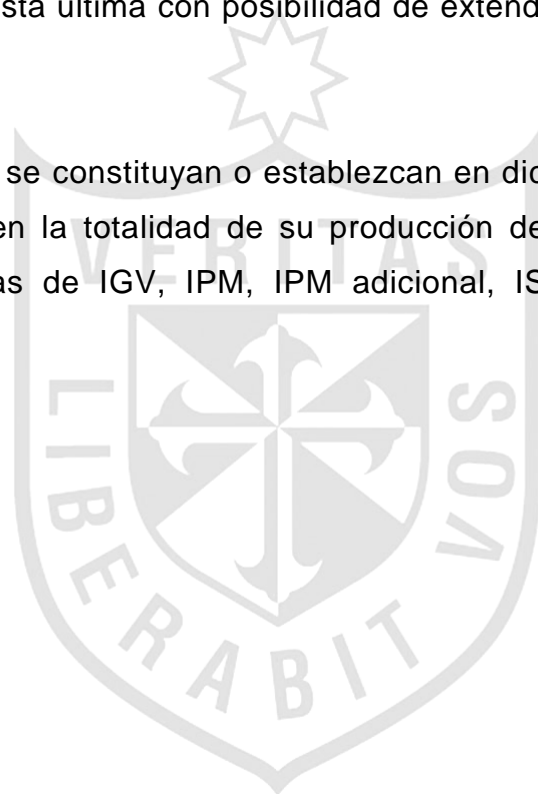 esta última con posibilidad de extend
se constituyan o establezcan en dic
en la totalidad de su producción de
as de IGV, IPM, IPM adicional, IS
VERITAS
LIBERABIT
VOS